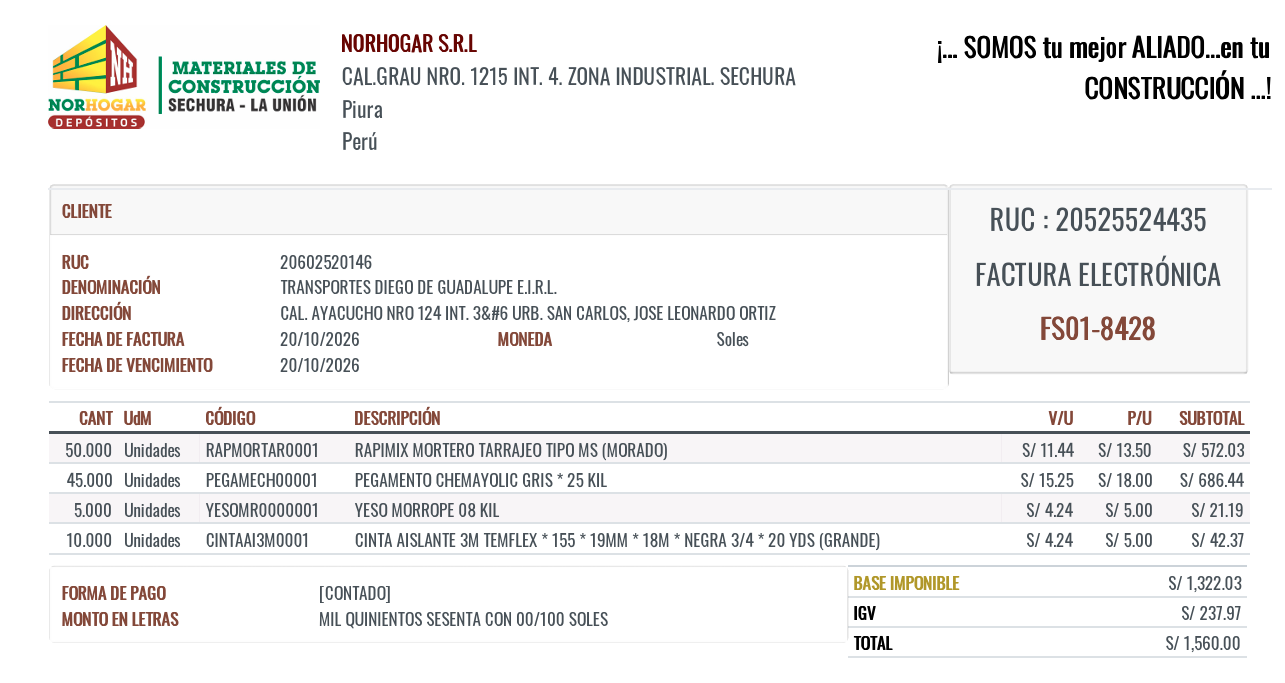 NH
NORHOGAR
DEPÓSITOS
MATERIALES DE
CONSTRUCCIÓN
SECHURA - LA UNIÓN
NORHOGAR S.R.L
CAL.GRAU NRO. 1215 INT. 4. ZONA INDUSTRIAL. SECHURA
Piura
Perú
¡... SOMOS tu mejor ALIADO...en tu
CONSTRUCCIÓN ...!
CLIENTE
RUC 20602520146
DENOMINACIÓN TRANSPORTES DIEGO DE GUADALUPE E.I.R.L.
DIRECCIÓN CAL. AYACUCHO NRO 124 INT. 3&#6 URB. SAN CARLOS, JOSE LEONARDO ORTIZ
FECHA DE FACTURA 20/10/2026 MONEDA Soles
FECHA DE VENCIMIENTO 20/10/2026
RUC : 20525524435
FACTURA ELECTRÓNICA
FS01-8428
CANT UdM CÓDIGO DESCRIPCIÓN V/U P/U SUBTOTAL
50.000 Unidades RAPMORTAR0001 RAPIMIX MORTERO TARRAJEO TIPO MS (MORADO) S/ 11.44 S/ 13.50 S/ 572.03
45.000 Unidades PEGAMECH00001 PEGAMENTO CHEMAYOLIC GRIS * 25 KIL S/ 15.25 S/ 18.00 S/ 686.44
5.000 Unidades YESOMR0000001 YESO MORROPE 08 KIL S/ 4.24 S/ 5.00 S/ 21.19
10.000 Unidades CINTAAI3M0001 CINTA AISLANTE 3M TEMFLEX * 155 * 19MM * 18M * NEGRA 3/4 * 20 YDS (GRANDE) S/ 4.24 S/ 5.00 S/ 42.37
FORMA DE PAGO [CONTADO]
MONTO EN LETRAS MIL QUINIENTOS SESENTA CON 00/100 SOLES
BASE IMPONIBLE S/ 1,322.03
IGV S/ 237.97
TOTAL S/ 1,560.00